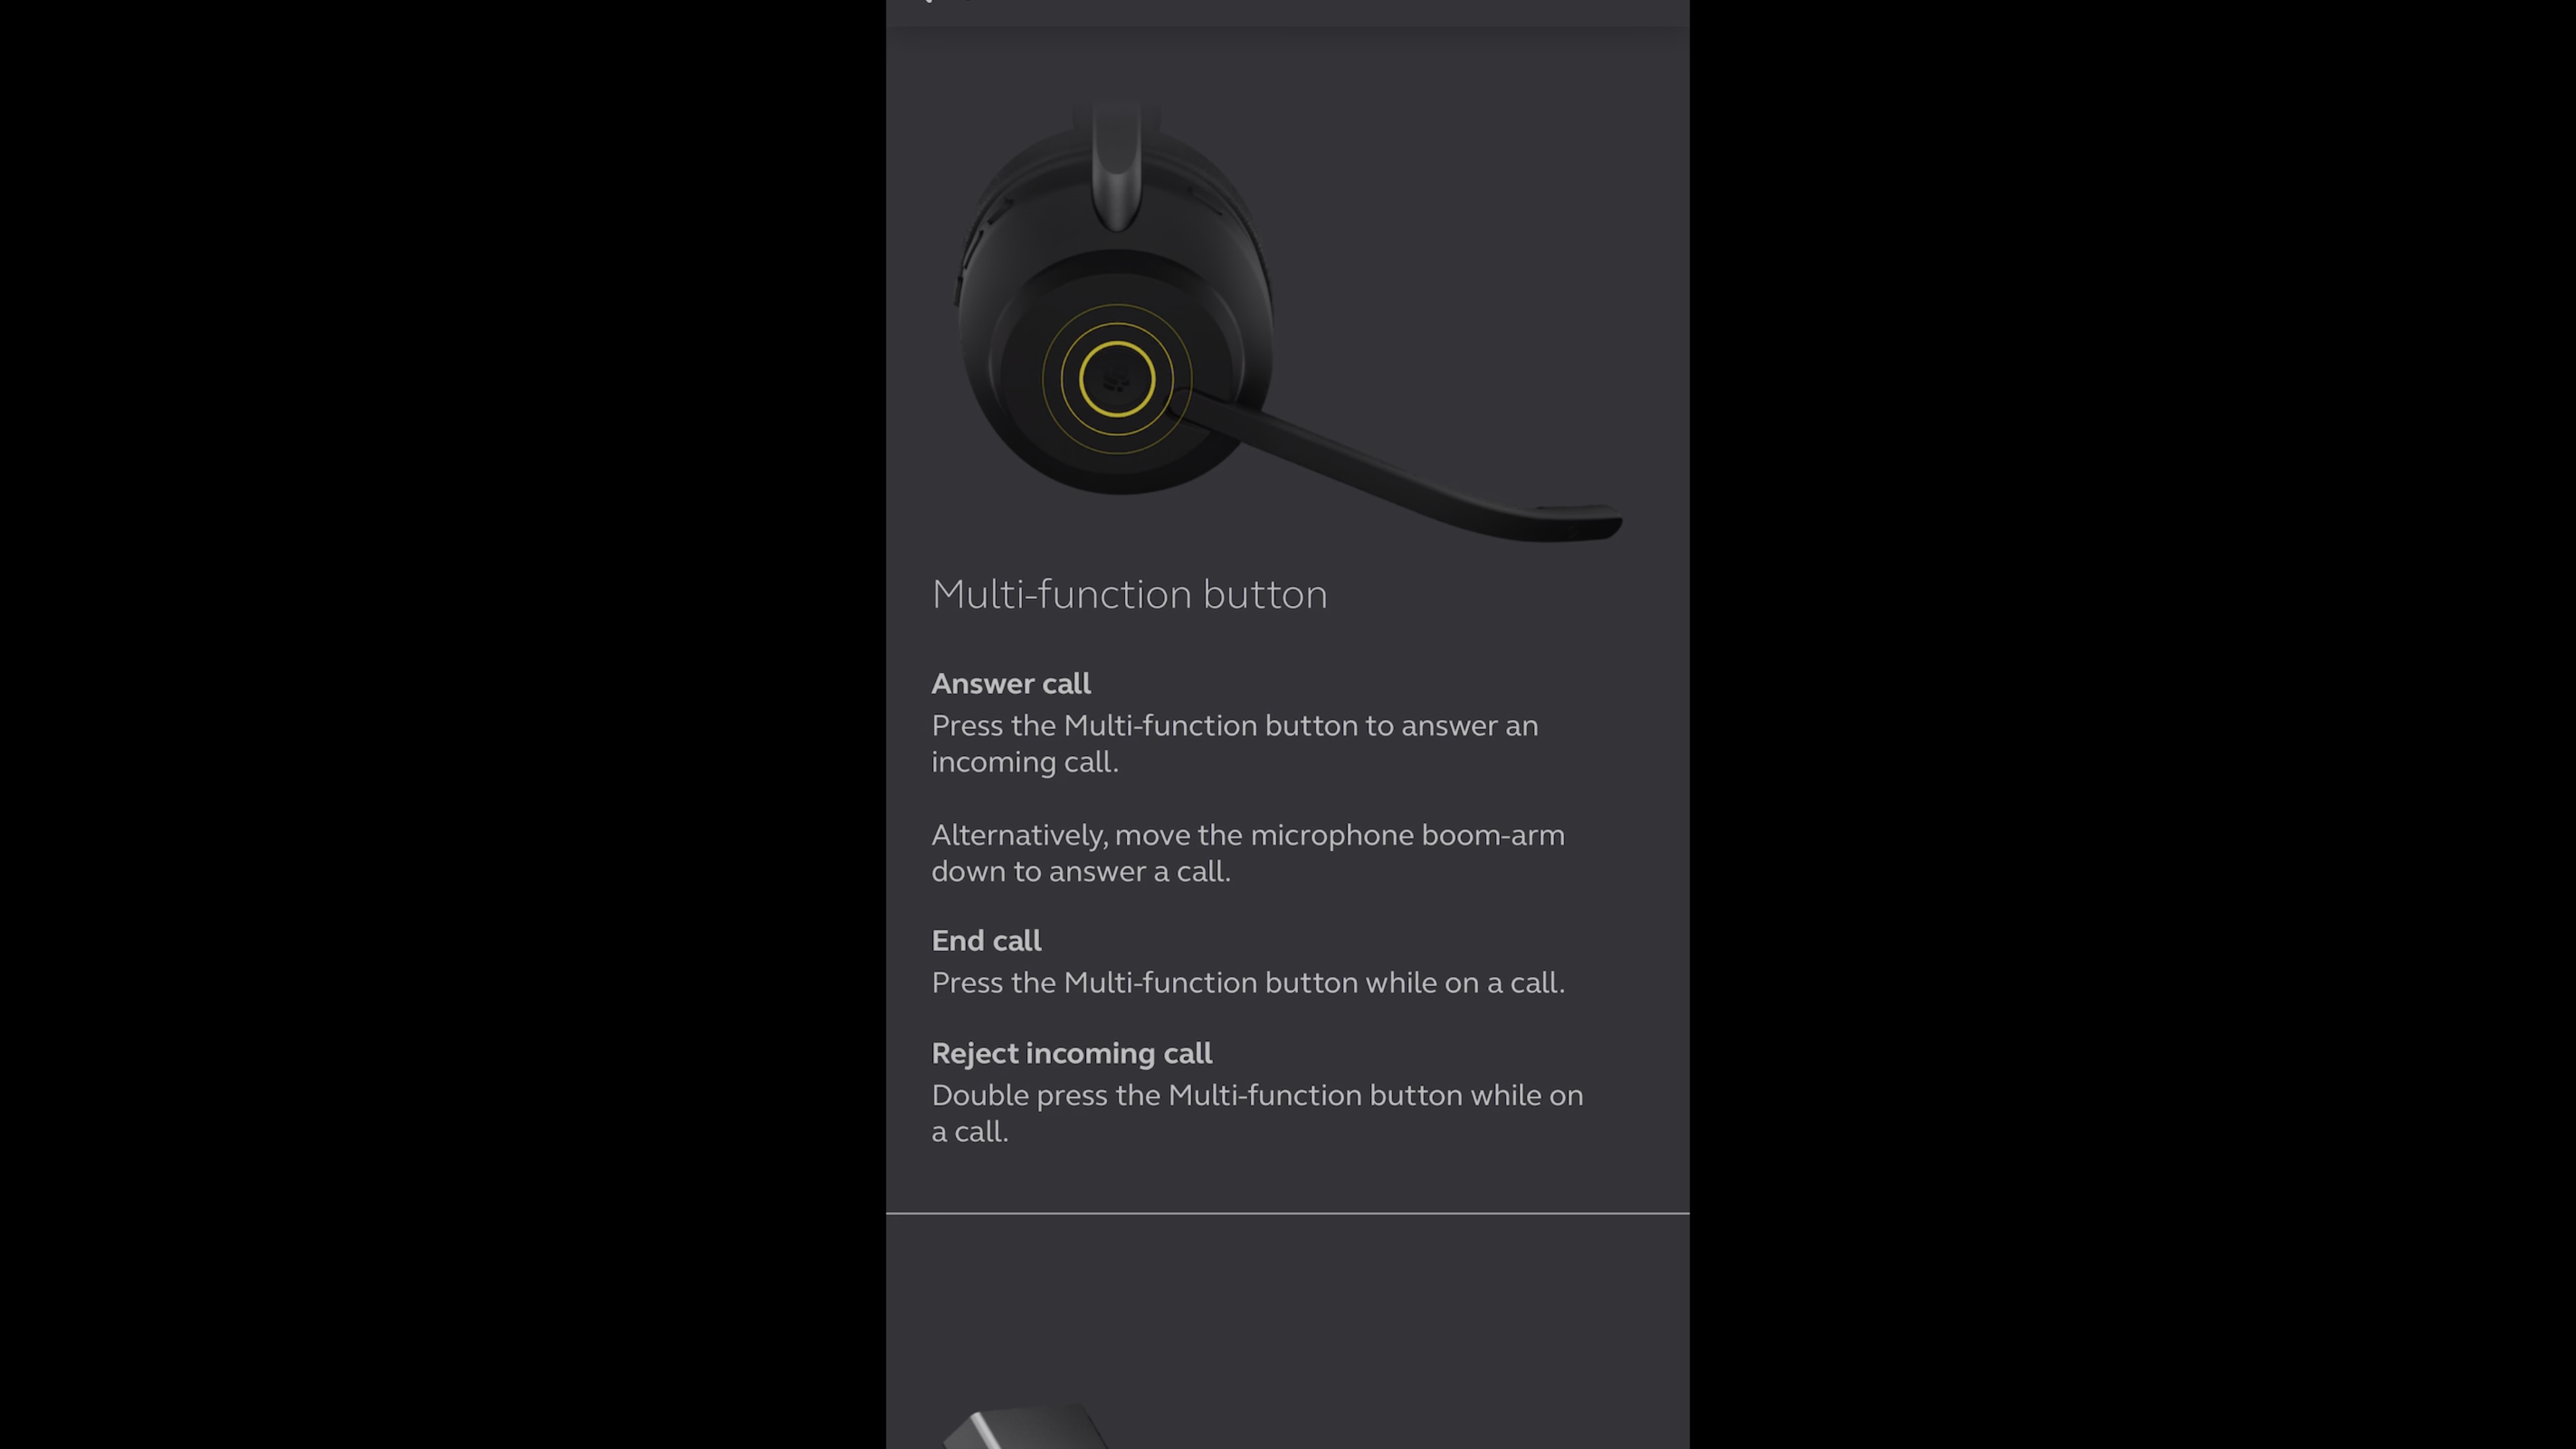 Multi-function button
Answer call
Press the Multi-function button to answer an
incoming call.
Alternatively, move the microphone boom-arm
down to answer a call.
End call
Press the Multi-function button while on a call.
Reject incoming call
Double press the Multi-function button while on
a call.